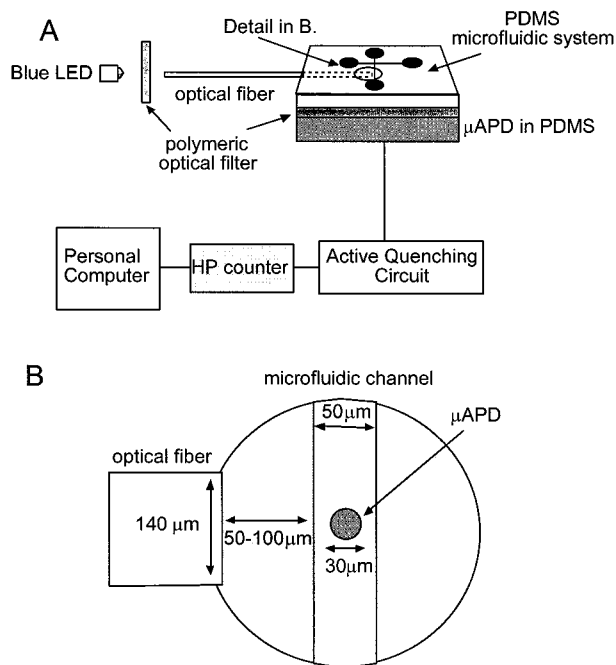 A
Detail in B.
PDMS
microfluidic system
Blue LED
optical fiber
polymeric
optical filter
μAPD in PDMS
Personal
Computer
HP counter
Active Quenching
Circuit
B
microfluidic channel
50μm
μAPD
optical fiber
140 μm
50-100μm
30μm